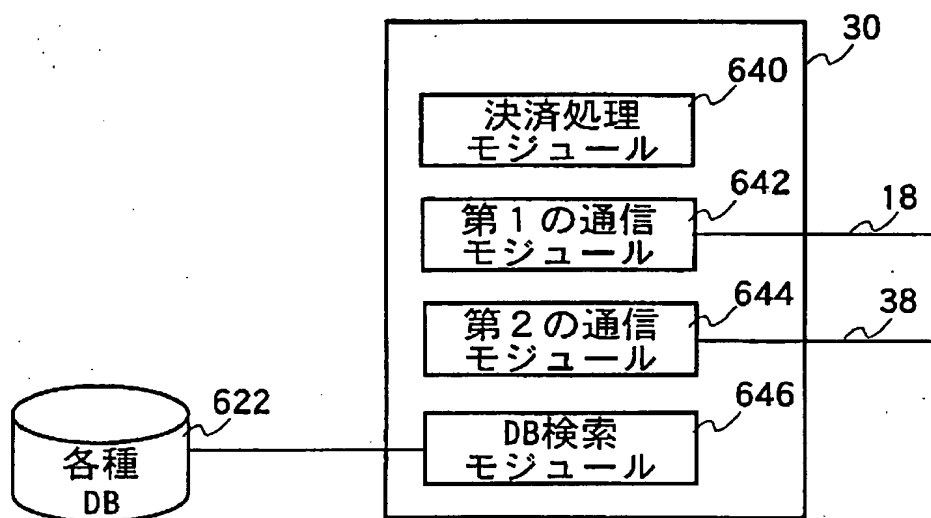 30
640
決済処理
モジュール
642
第1の通信
モジュール
18
644
第2の通信
モジュール
38
646
DB検索
モジュール
622
各種
DB